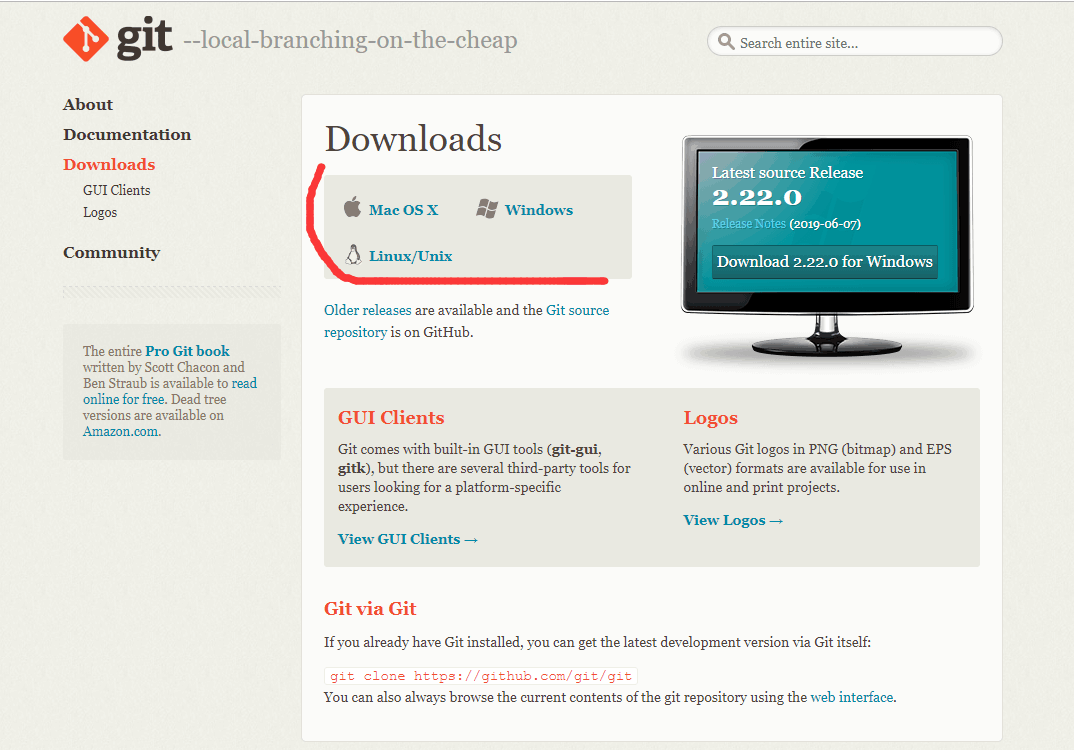 git --local-branching-on-the-cheap
Search entire site...
About
Documentation
Downloads
GUI Clients
Logos
Community
The entire Pro Git book
written by Scott Chacon and
Ben Straub is available to read
online for free. Dead tree
versions are available on
Amazon.com.
Downloads
Mac OS X
Windows
Linux/Unix
Older releases are available and the Git source
repository is on GitHub.
Latest source Release
2.22.0
Release Notes (2019-06-07)
Download 2.22.0 for Windows
GUI Clients
Git comes with built-in GUI tools (git-gui,
gitk), but there are several third-party tools for
users looking for a platform-specific
experience.
View GUI Clients →
Logos
Various Git logos in PNG (bitmap) and EPS
(vector) formats are available for use in
online and print projects.
View Logos →
Git via Git
If you already have Git installed, you can get the latest development version via Git itself:
git clone https://github.com/git/git
You can also always browse the current contents of the git repository using the web interface.